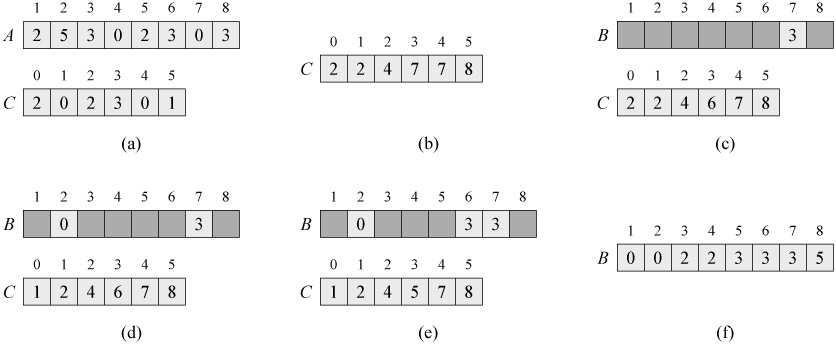 1 2 3 4 5 6 7 8
A 2 5 3 0 2 3 0 3
0 1 2 3 4 5
C 2 0 2 3 0 1
(a)
0 1 2 3 4 5
C 2 2 4 7 7 8
(b)
1 2 3 4 5 6 7 8
B 3
0 1 2 3 4 5
C 2 2 4 6 7 8
(c)
1 2 3 4 5 6 7 8
B 0 3
0 1 2 3 4 5
C 1 2 4 6 7 8
(d)
1 2 3 4 5 6 7 8
B 0 3 3
0 1 2 3 4 5
C 1 2 4 5 7 8
(e)
1 2 3 4 5 6 7 8
B 0 0 2 2 3 3 3 5
(f)